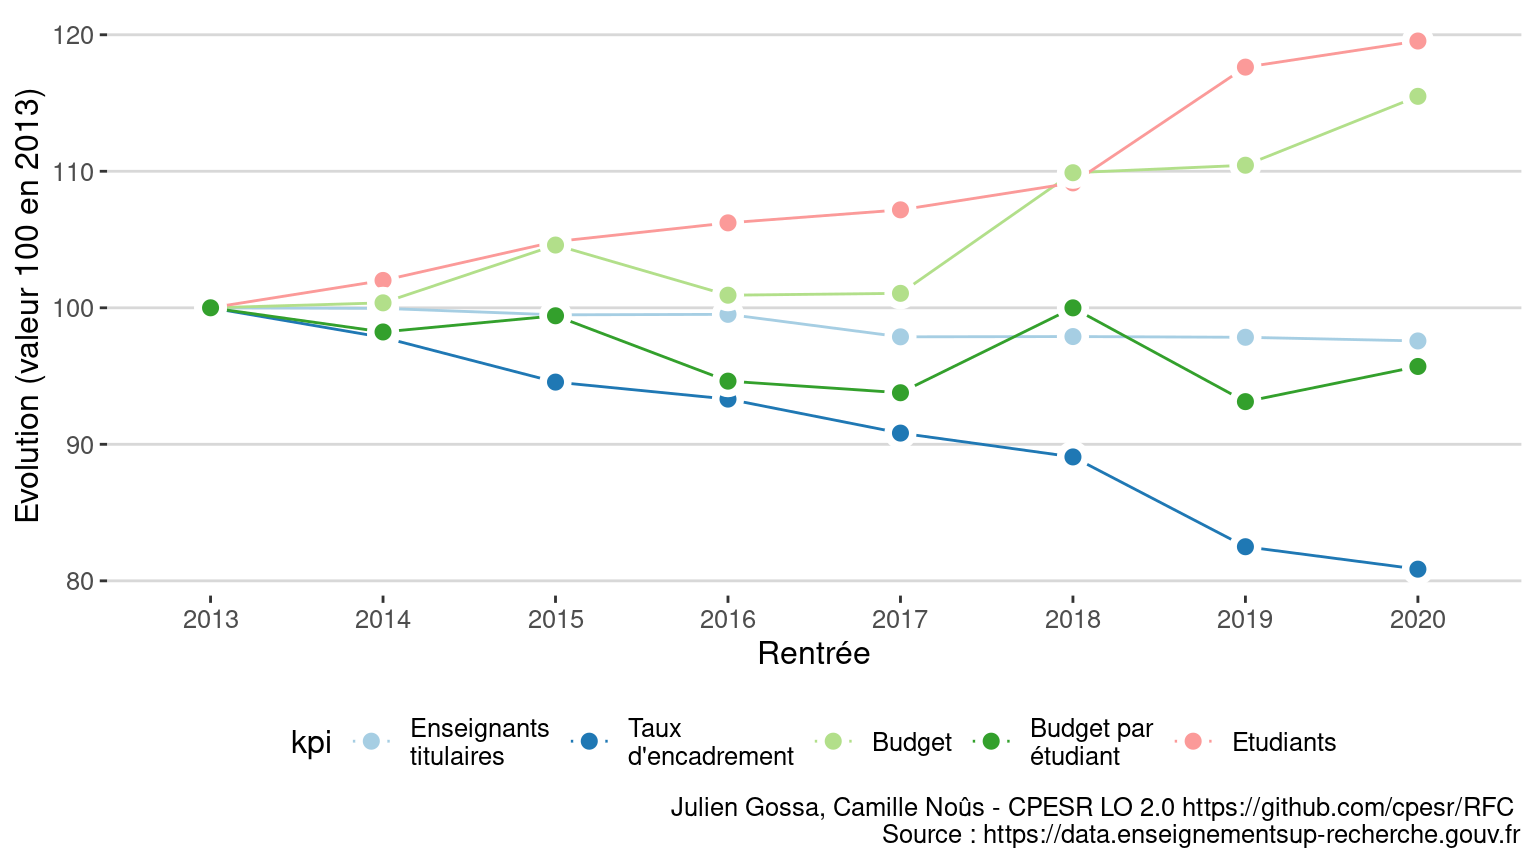 120
110
100
90
80
Evolution (valeur 100 en 2013)
2013 2014 2015 2016 2017 2018 2019 2020
Rentrée
kpi
Enseignants
titulaires
Taux
d'encadrement
Budget
Budget par
étudiant
Etudiants
Julien Gossa, Camille Noûs - CPESR LO 2.0 https://github.com/cpesr/RFC
Source : https://data.enseignementsup-recherche.gouv.fr